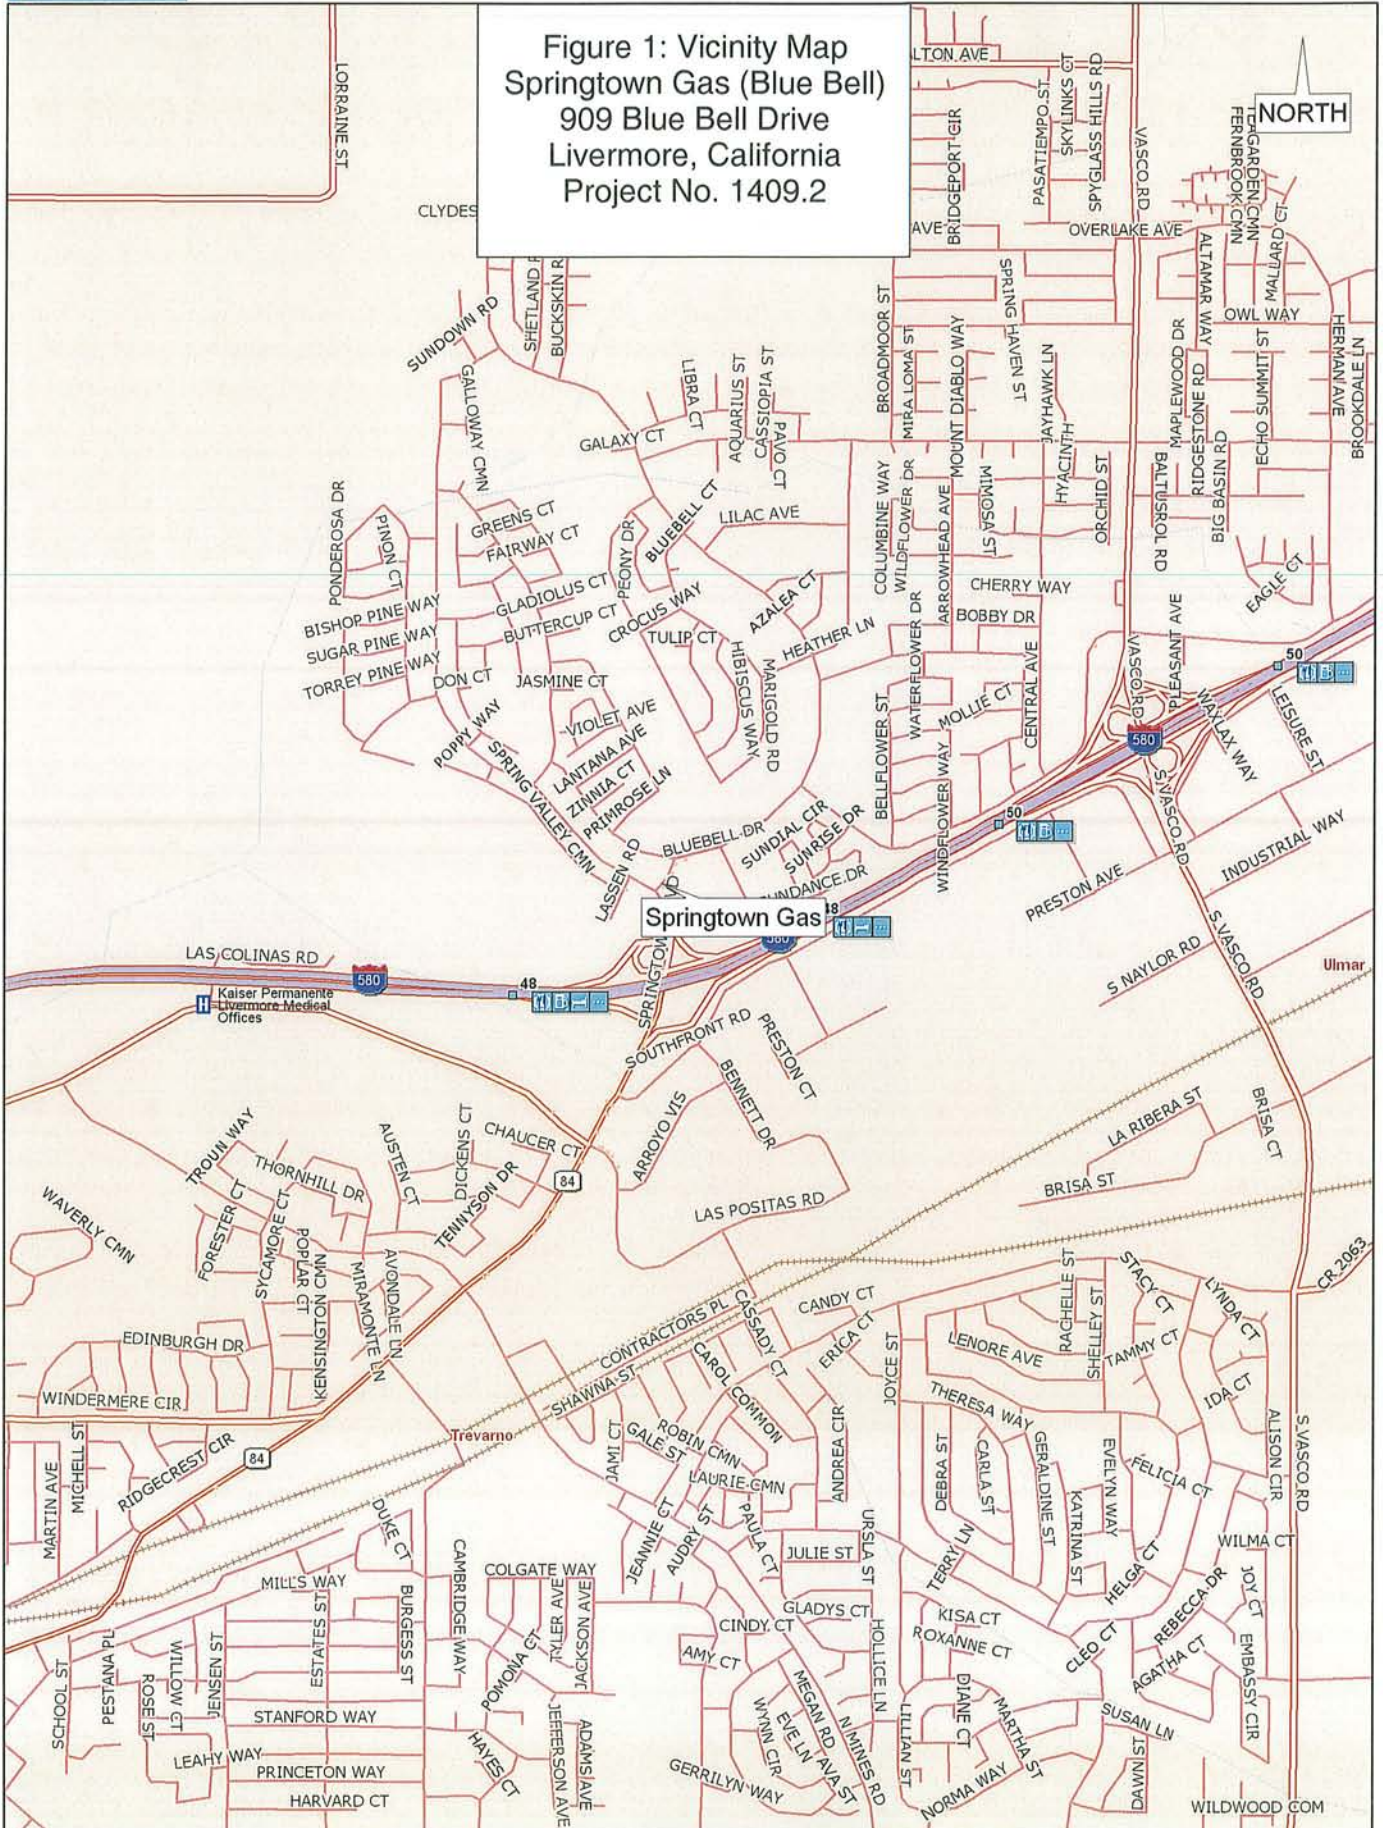 Figure 1: Vicinity Map
Springtown Gas (Blue Bell)
909 Blue Bell Drive
Livermore, California
Project No. 1409.2
NORTH
LORRAINE ST
CLYDES
SHETLAND R
BUCKSKIN R
SUNDOWN RD
GALLOWAY CMN
LTON AVE
BRIDGEPORT CIR
PASATIEMPO ST
SKYLINKS CT
SPYGLASS HILLS RD
VASCO RD
FERNBROOK CMN
MALLARD CT
AVE
OVERLAKE AVE
ALTAMAR WAY
OWL WAY
HERMAN AVE
BROOKDALE LN
SPRING HAVEN ST
BROADMOOR ST
MIRA LOMA ST
MOUNT DIABLO WAY
JAYHAWK LN
HYACINTH
MAPLEWOOD DR
RIDGESTONE RD
ECHO SUMMIT ST
BIG BASIN RD
LIBRA CT
AQUARIUS ST
CASSIOPIA ST
PAVO CT
GALAXY CT
BLUEBELL CT
LILAC AVE
COLUMBINE WAY
WILDFLOWER DR
ARROWHEAD AVE
MIMOSA ST
ORCHID ST
BALTUSROL RD
PONDEROSA DR
PINON CT
GREENS CT
FAIRWAY CT
PEONY DR
GLADIOLUS CT
BUTTERCUP CT
CROCUS WAY
TULIP CT
AZALEA CT
HEATHER LN
HIBISCUS WAY
MARIGOLD RD
CHERRY WAY
BOBBY DR
EAGLE CT
BISHOP PINE WAY
SUGAR PINE WAY
TORREY PINE WAY
DON CT
JASMINE CT
VIOLET AVE
LANTANA AVE
ZINNIA CT
PRIMROSE LN
POPPY WAY
SPRING VALLEY CMN
WATERFLOWER DR
BELLFLOWER ST
MOLLIE CT
CENTRAL AVE
WINDFLOWER WAY
VASCO RD
PLEASANT AVE
WAXLAX WAY
LEISURE ST
50
580
S VASCO RD
50
INDUSTRIAL WAY
PRESTON AVE
BLUEBELL DR
SUNDIAL CIR
SUNRISE DR
UNDANCE DR
LASSEN RD
VD
Springtown Gas
48
580
SPRINGTOW
LAS COLINAS RD
580
48
Kaiser Permanente
Livermore Medical
Offices
H
S NAYLOR RD
S VASCO RD
Ulmar
SOUTHFRONT RD
PRESTON CT
BENNETT DR
ARROYO VIS
LA RIBERA ST
BRISA CT
BRISA ST
LAS POSITAS RD
TROUN WAY
THORNHILL DR
AUSTEN CT
DICKENS CT
CHAUCER CT
TENNYSON DR
84
WAVERLY CMN
FORESTER CT
SYCAMORE CT
POPLAR CT
KENSINGTON CMN
MIRAMONTE LN
AVONDALE LN
EDINBURGH DR
WINDERMERE CIR
CR 2063
CONTRACTORS PL
SHAWNA ST
CASSADY CT
CANDY CT
ERICA CT
JOYCE ST
LENORE AVE
RACHELLE ST
SHELLEY ST
STACY CT
TAMMY CT
LYNDA CT
IDA CT
Trevarno
84
MARTIN AVE
MICHELL ST
RIDGECREST CIR
JAMI CT
GALE ST
ROBIN CMN
CAROL COMMON
LAURIE CMN
ANDREA CIR
THERESA WAY
DEBRA ST
CARLA ST
GERALDINE ST
KATRINA ST
EVELYN WAY
FELICIA CT
ALISON CIR
S VASCO RD
DUKE CT
JEANNIE CT
AUDRY ST
PAULA CT
JULIE ST
URSLA ST
TERRY LN
HELGA CT
WILMA CT
JOY CT
MILLS WAY
ESTATES ST
BURGESS ST
CAMBRIDGE WAY
COLGATE WAY
TYLER AVE
JACKSON AVE
POMONA CT
CINDY CT
GLADYS CT
AMY CT
HOLLICE LN
KISA CT
ROXANNE CT
CLEO CT
REBECCA DR
AGATHA CT
EMBASSY CIR
SCHOOL ST
PESTANA PL
ROSE ST
WILLOW CT
JENSEN ST
STANFORD WAY
LEAHY WAY
PRINCETON WAY
HARVARD CT
HAYES CT
JEFFERSON AVE
ADAMS AVE
GERRILYN WAY
WYNN CIR
EVE LN
AVA ST
MEGAN RD
N MINES RD
LILLIAN ST
DIANE CT
MARTHA ST
NORMA WAY
SUSAN LN
DAWN ST
WILDWOOD COM